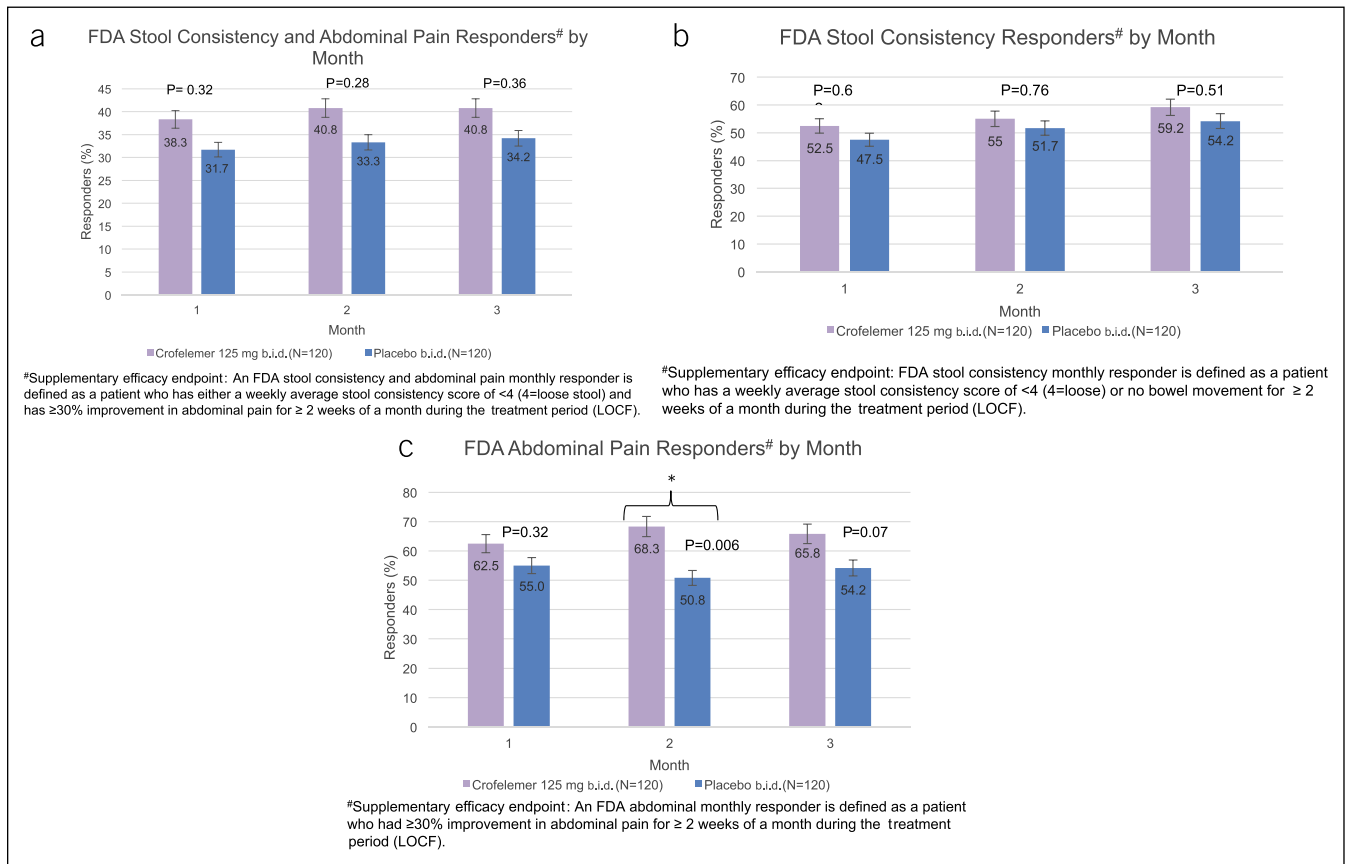 a
FDA Stool Consistency and Abdominal Pain Responders# by
Month
P= 0.32
P=0.28
P=0.36
45
40
35
30
25
20
15
10
5
0
Responders (%)
38.3
31.7
40.8
33.3
40.8
34.2
1
2
3
Month
Crofelemer 125 mg b.i.d.(N=120)
Placebo b.i.d.(N=120)
#Supplementary efficacy endpoint: An FDA stool consistency and abdominal pain monthly responder is
defined as a patient who has either a weekly average stool consistency score of <4 (4=loose stool) and
has ≥30% improvement in abdominal pain for ≥ 2 weeks of a month during the treatment period (LOCF).
b
FDA Stool Consistency Responders# by Month
P=0.6
P=0.76
P=0.51
70
60
50
40
30
20
10
0
Responders (%)
52.5
47.5
55
51.7
59.2
54.2
1
2
3
Month
Crofelemer 125 mg b.i.d.(N=120)
Placebo b.i.d.(N=120)
#Supplementary efficacy endpoint: FDA stool consistency monthly responder is defined as a patient
who has a weekly average stool consistency score of <4 (4=loose) or no bowel movement for ≥ 2
weeks of a month during the treatment period (LOCF).
c
FDA Abdominal Pain Responders# by Month
*
P=0.32
P=0.006
P=0.07
80
70
60
50
40
30
20
10
0
Responders (%)
62.5
55.0
68.3
50.8
65.8
54.2
1
2
3
Month
Crofelemer 125 mg b.i.d.(N=120)
Placebo b.i.d.(N=120)
#Supplementary efficacy endpoint: An FDA abdominal monthly responder is defined as a patient
who had ≥30% improvement in abdominal pain for ≥ 2 weeks of a month during the treatment
period (LOCF).